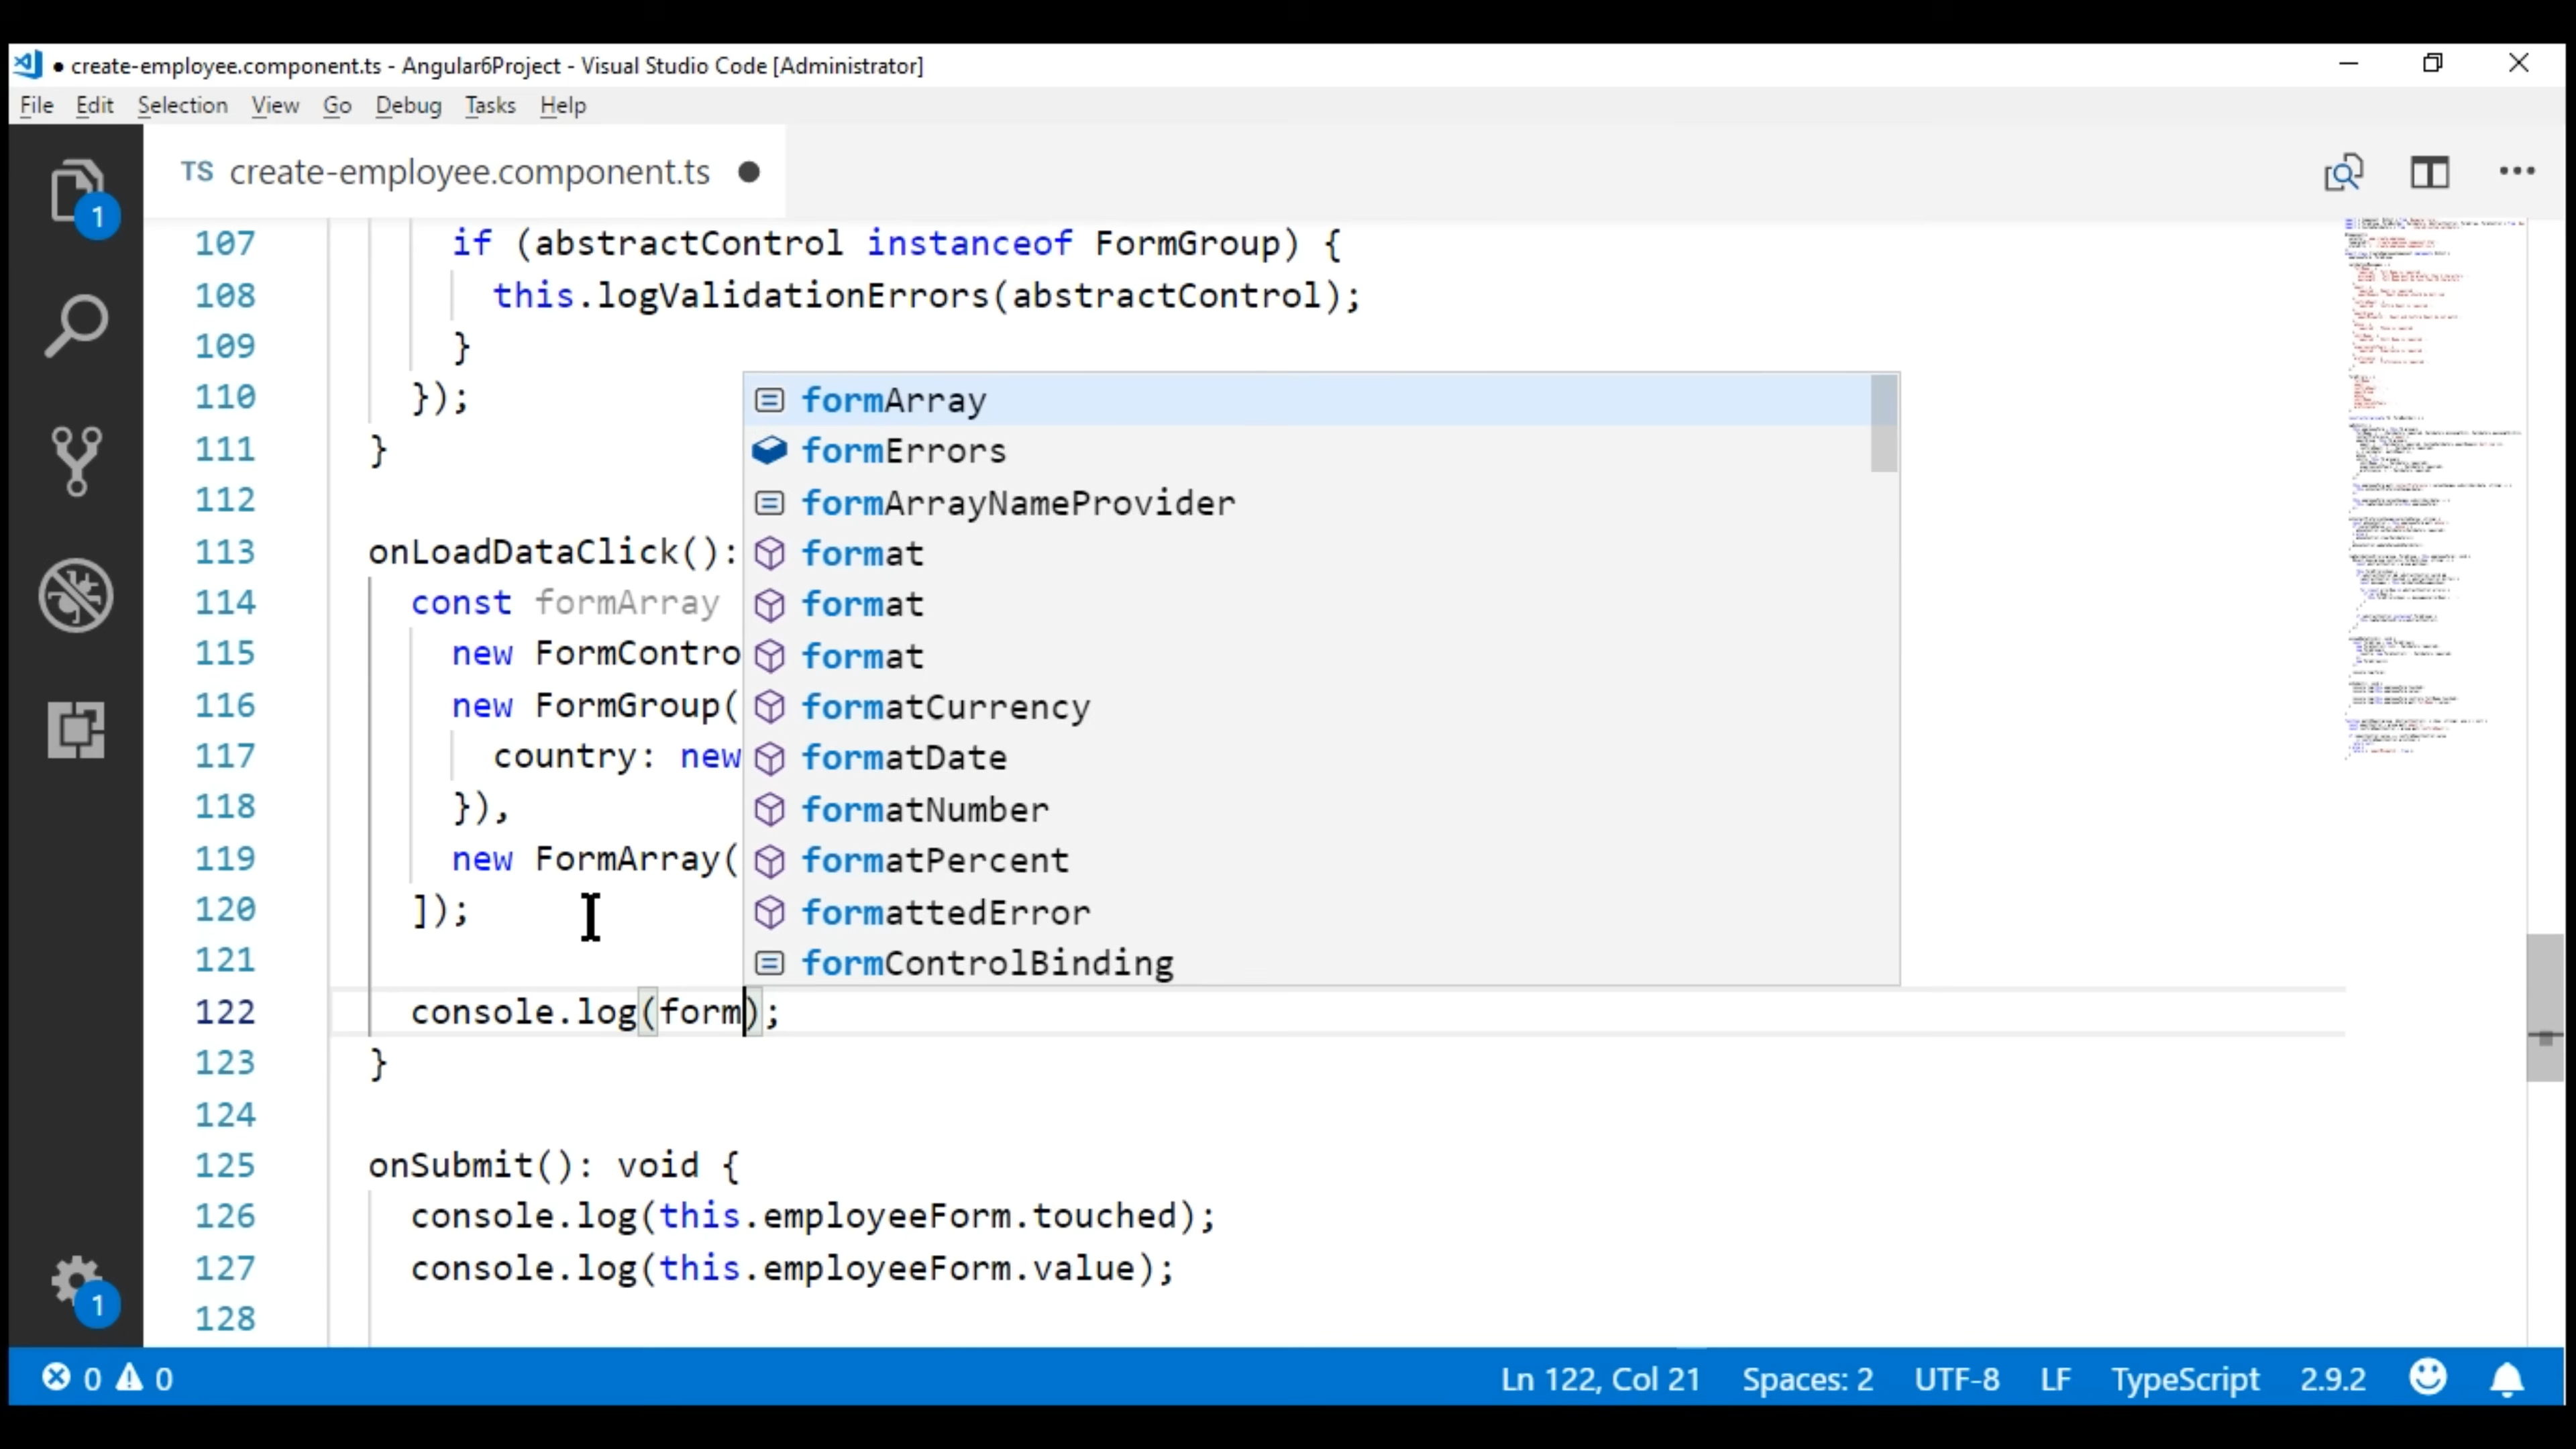 ● create-employee.component.ts - Angular6Project - Visual Studio Code [Administrator]
File Edit Selection View Go Debug Tasks Help
TS create-employee.component.ts ●
1
107 if (abstractControl instanceof FormGroup) {
108 this.logValidationErrors(abstractControl);
109 }
110 });
111 }
112
113 onLoadDataClick():
114 const formArray
115 new FormContro
116 new FormGroup(
117 country: new
118 }),
119 new FormArray(
120 ]);
121
122 console.log(form);
123 }
124
125 onSubmit(): void {
126 console.log(this.employeeForm.touched);
127 console.log(this.employeeForm.value);
128
formArray
formErrors
formArrayNameProvider
format
format
format
formatCurrency
formatDate
formatNumber
formatPercent
formattedError
formControlBinding
1
0 0 Ln 122, Col 21 Spaces: 2 UTF-8 LF TypeScript 2.9.2